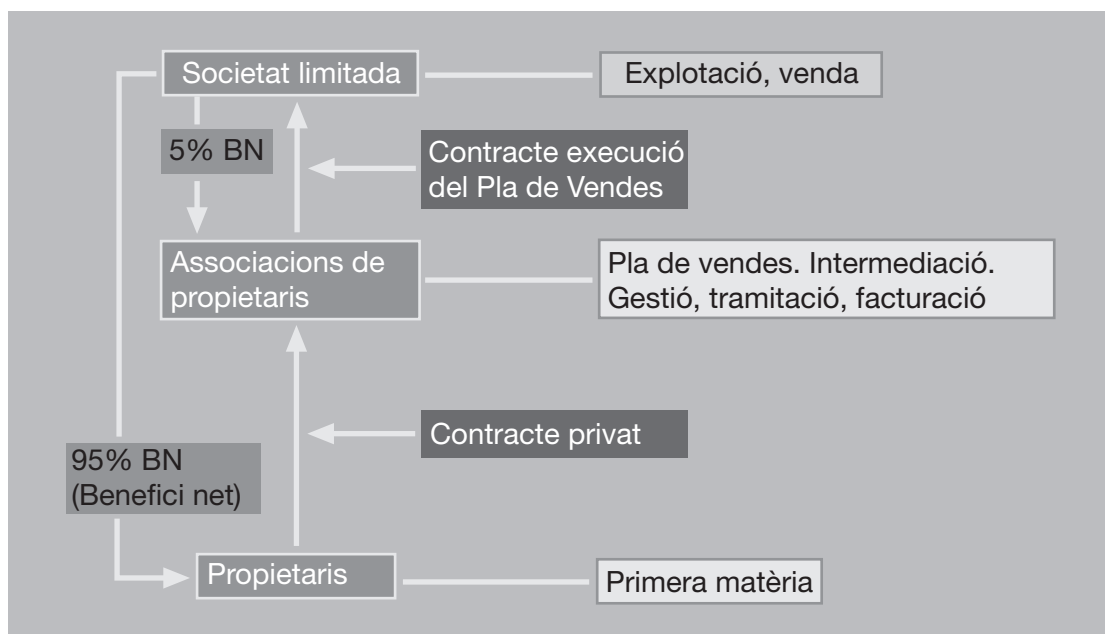 Societat limitada
Explotació, venda
5% BN
Contracte execució
del Pla de Vendes
Associacions de
propietaris
Pla de vendes. Intermediació.
Gestió, tramitació, facturació
Contracte privat
95% BN
(Benefici net)
Propietaris
Primera matèria